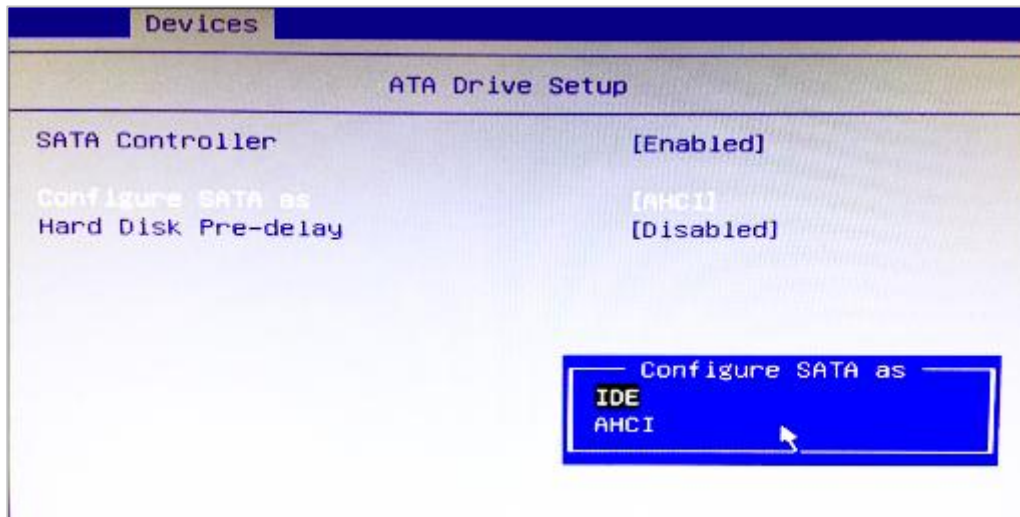 Devices
ATA Drive Setup
SATA Controller [Enabled]
Configure SATA as [AHCI]
Hard Disk Pre-delay [Disabled]
Configure SATA as
IDE
AHCI